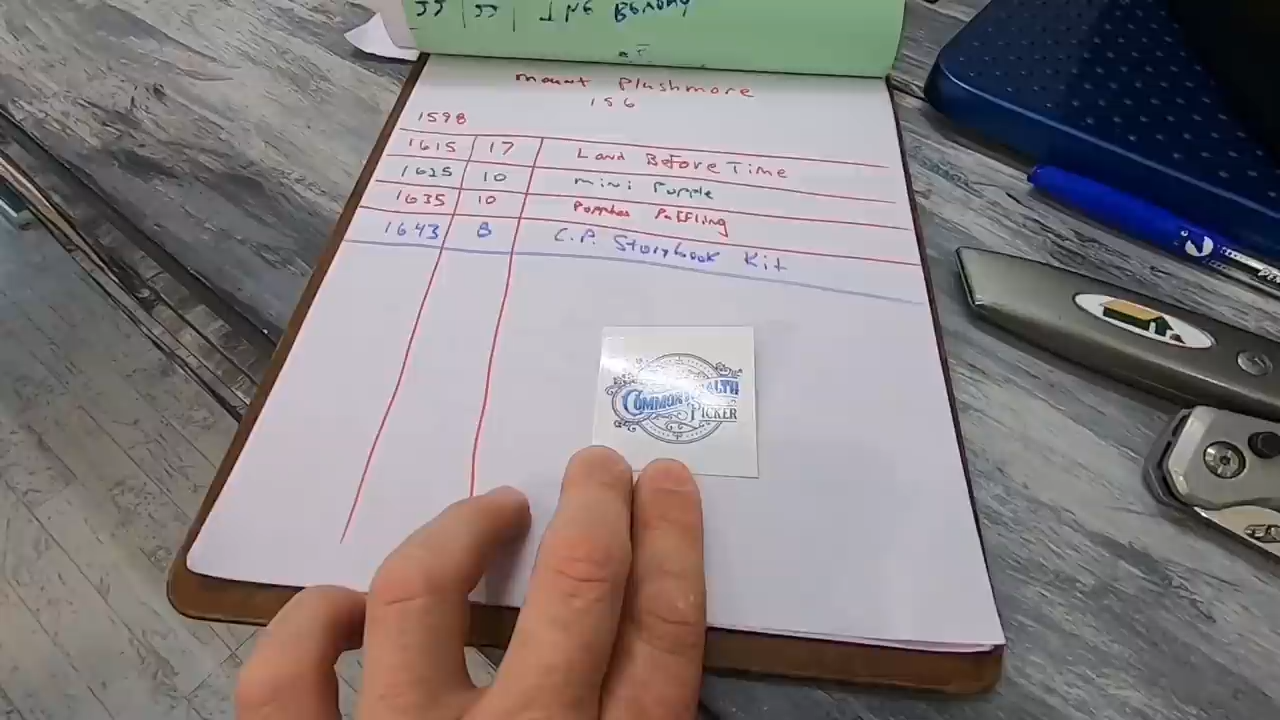 Mount Plushmore
156
1598
1615 17 Land Before Time
1625 10 mini Purple
1635 10 Puffling
1643 8 C.P. Storybook Kit
COMMONWEALTH
PICKER